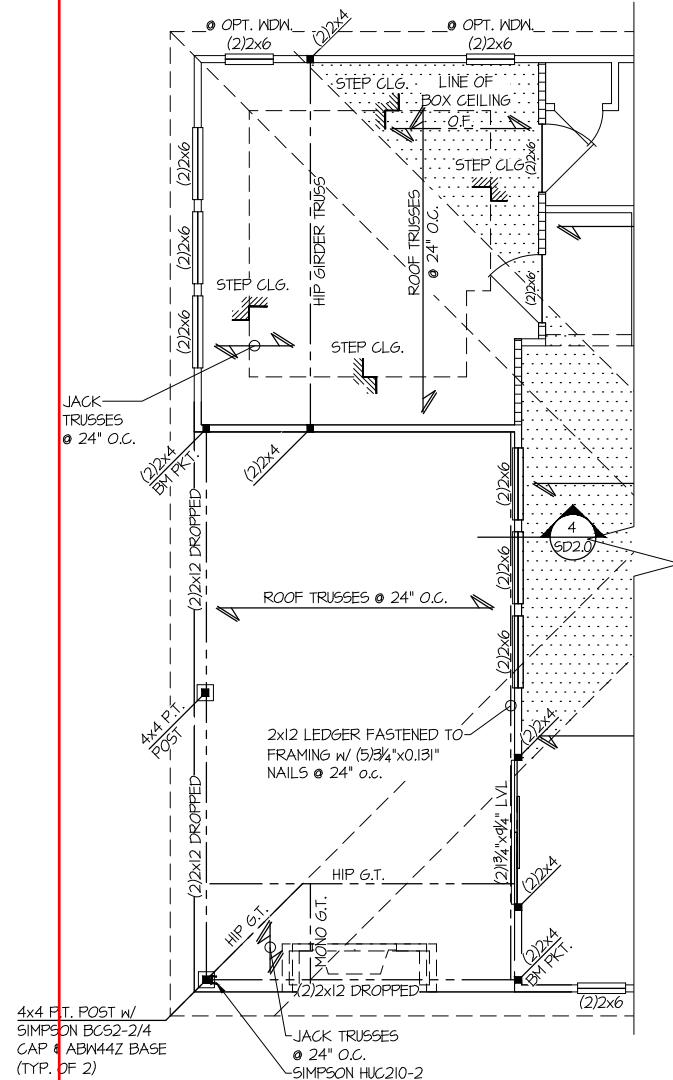 @ OPT. WDW.
(2)2x6
(2)2x4
@ OPT. WDW.
(2)2x6
STEP CLG.
LINE OF
BOX CEILING
O.F.
STEP CLG.
(2)2x6
(2)2x6
(2)2x6
(2)2x6
(2)2x6
HIP GIRDER TRUSS
ROOF TRUSSES
@ 24" O.C.
STEP CLG.
STEP CLG.
JACK
TRUSSES
@ 24" O.C.
(2)2x4
BM PKT.
(2)2x4
(2)2x12 DROPPED
(2)2x6
(2)2x6
(2)2x6
4
SD2.0
ROOF TRUSSES @ 24" O.C.
4x4 P.T.
POST
2x12 LEDGER FASTENED TO
FRAMING w/ (5)3¼"x0.131"
NAILS @ 24" o.c.
(2)2x4
(2)2x12 DROPPED
(2)1¾"x9¼" LVL
HIP G.T.
(2)2x4
HIP G.T.
MONO G.T.
(2)2x4
BM PKT.
(2)2x12 DROPPED
(2)2x6
4x4 P.T. POST w/
SIMPSON BCS2-2/4
CAP & ABW44Z BASE
(TYP. OF 2)
JACK TRUSSES
@ 24" O.C.
SIMPSON HUC210-2